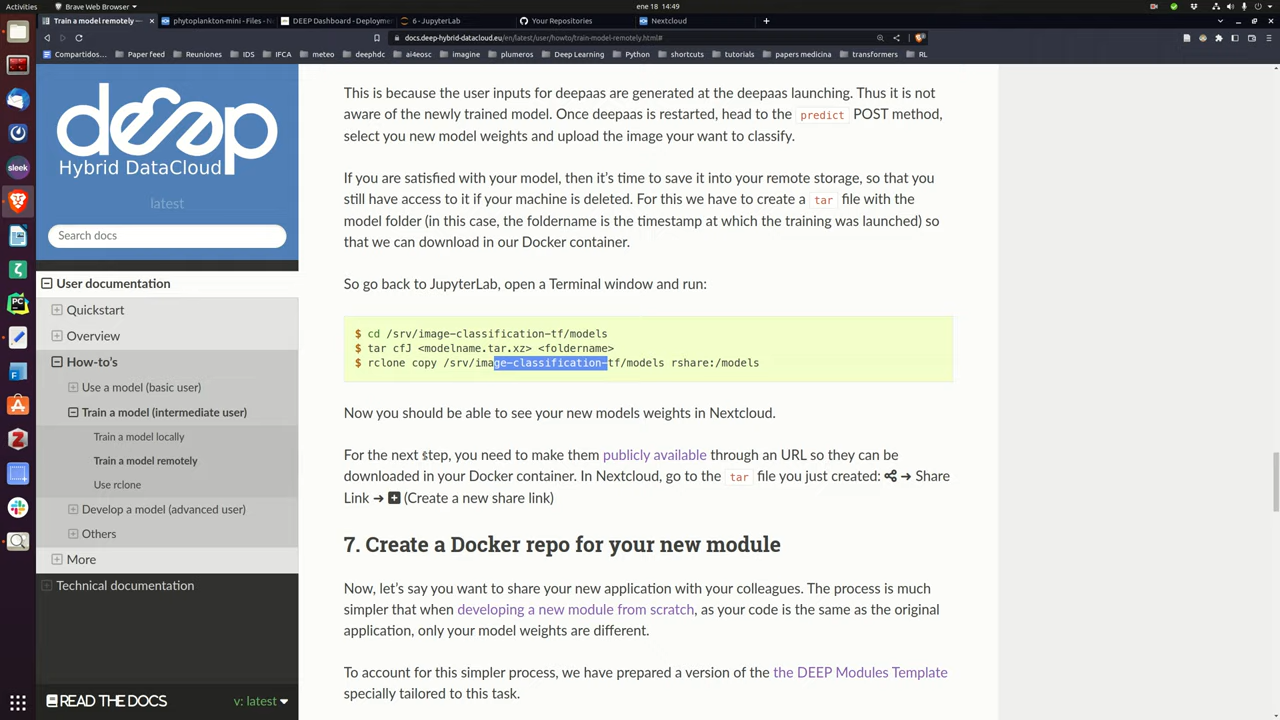 Activities
Brave Web Browser
ene 18 14:49
Train a model remotely —
phytoplankton-mini - Files - N
DEEP Dashboard - Deployme
6 - JupyterLab
Your Repositories
Nextcloud
docs.deep-hybrid-datacloud.eu/en/latest/user/howto/train-model-remotely.html#
Compartidos...
Paper feed
Reuniones
IDS
IFCA
meteo
deephdc
ai4eosc
imagine
plumeros
Deep Learning
Python
shortcuts
tutorials
papers medicina
transformers
RL
deep
Hybrid DataCloud
latest
Search docs
User documentation
Quickstart
Overview
How-to's
Use a model (basic user)
Train a model (intermediate user)
Train a model locally
Train a model remotely
Use rclone
Develop a model (advanced user)
Others
More
Technical documentation
READ THE DOCS
v: latest
sleek
PC
This is because the user inputs for deepaas are generated at the deepaas launching. Thus it is not
aware of the newly trained model. Once deepaas is restarted, head to the predict POST method,
select you new model weights and upload the image your want to classify.
If you are satisfied with your model, then it's time to save it into your remote storage, so that you
still have access to it if your machine is deleted. For this we have to create a tar file with the
model folder (in this case, the foldername is the timestamp at which the training was launched) so
that we can download in our Docker container.
So go back to JupyterLab, open a Terminal window and run:
$ cd /srv/image-classification-tf/models
$ tar cfJ <modelname.tar.xz> <foldername>
$ rclone copy /srv/image-classification-tf/models rshare:/models
Now you should be able to see your new models weights in Nextcloud.
For the next step, you need to make them publicly available through an URL so they can be
downloaded in your Docker container. In Nextcloud, go to the tar file you just created: ➜ Share
Link ➜ (Create a new share link)
7. Create a Docker repo for your new module
Now, let's say you want to share your new application with your colleagues. The process is much
simpler that when developing a new module from scratch, as your code is the same as the original
application, only your model weights are different.
To account for this simpler process, we have prepared a version of the the DEEP Modules Template
specially tailored to this task.